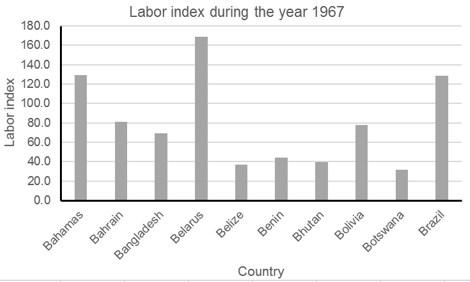 Labor index during the year 1967
180.0
160.0
140.0
120.0
100.0
80.0
60.0
40.0
20.0
0.0
Labor index
Bahamas
Bahrain
Bangladesh
Belarus
Belize
Benin
Bhutan
Bolivia
Botswana
Brazil
Country